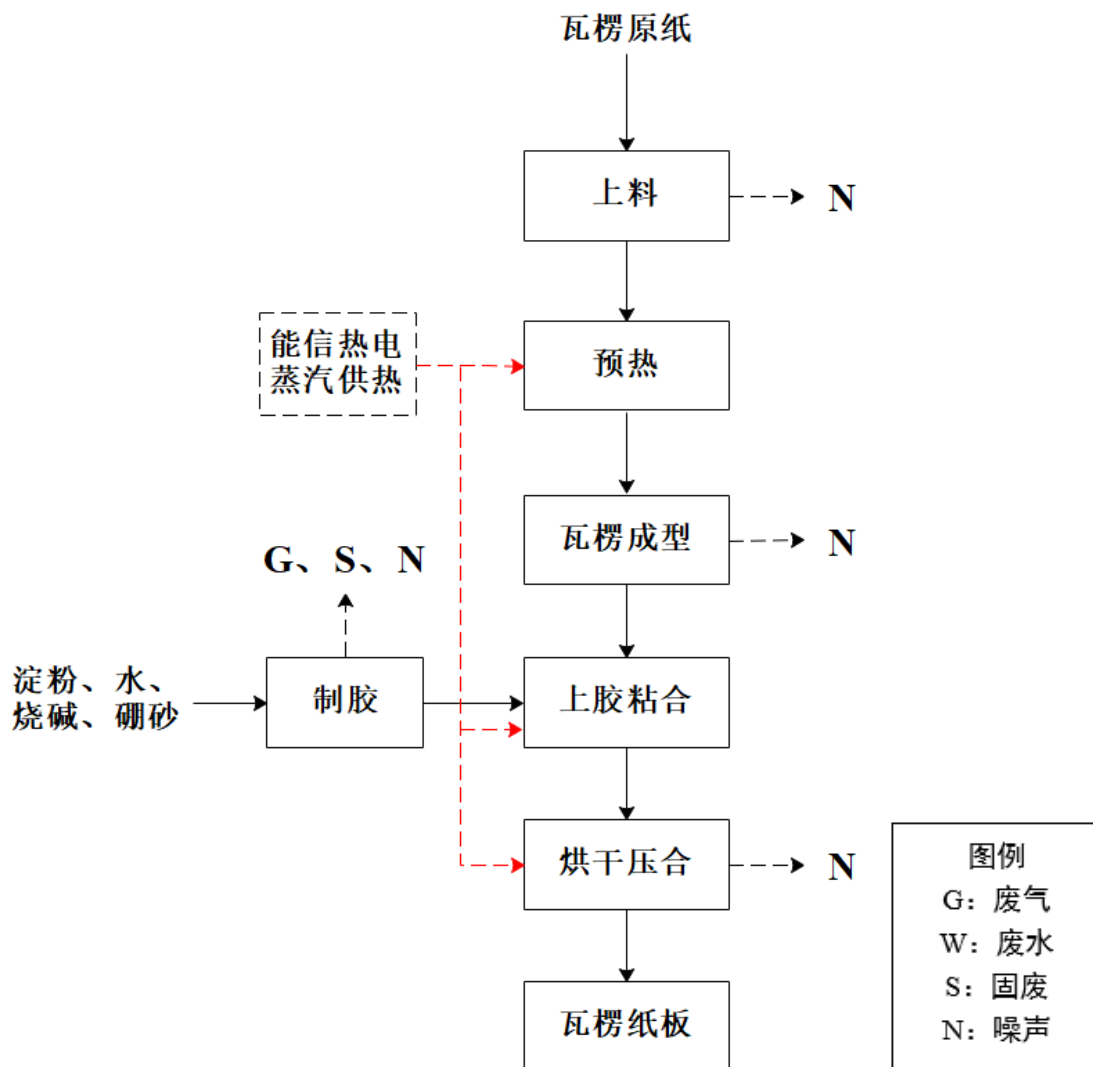 瓦楞原纸
上料
N
能信热电
蒸汽供热
预热
瓦楞成型
N
G、S、N
淀粉、水、
烧碱、硼砂
制胶
上胶粘合
烘干压合
N
瓦楞纸板
图例
G：废气
W：废水
S：固废
N：噪声